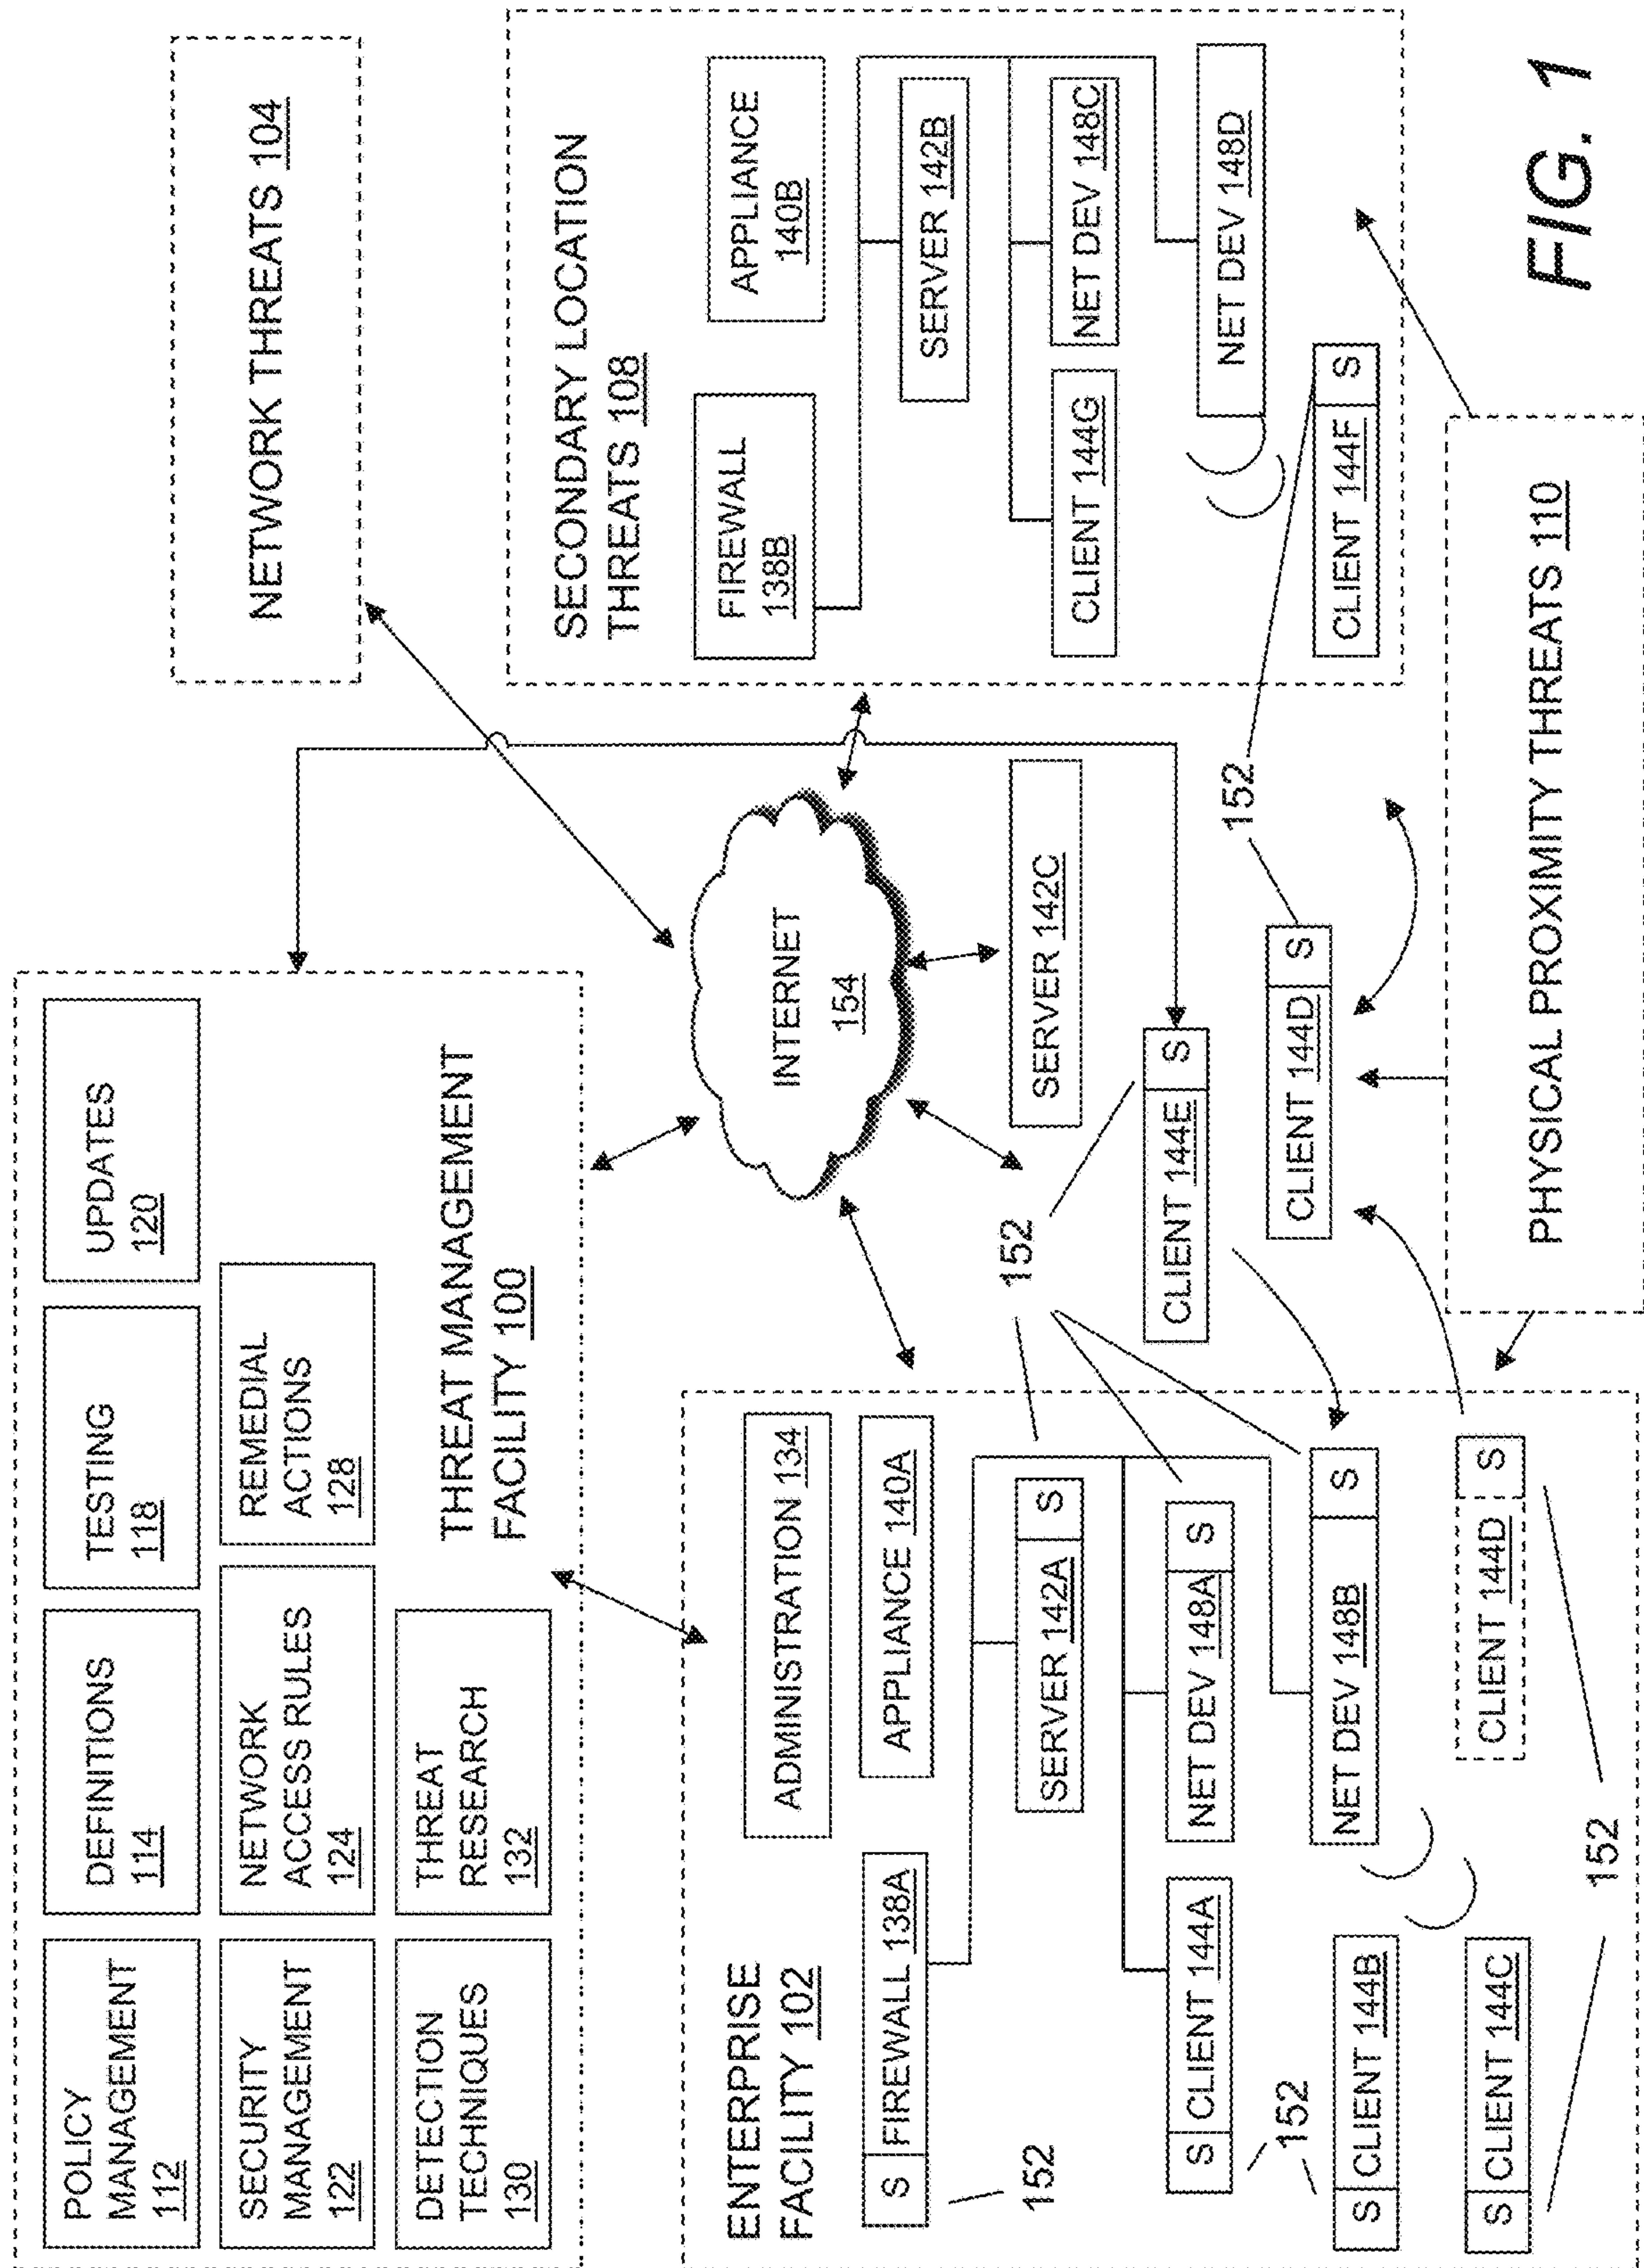 POLICY
MANAGEMENT
112
DEFINITIONS
114
TESTING
118
UPDATES
120
SECURITY
MANAGEMENT
122
NETWORK
ACCESS RULES
124
REMEDIAL
ACTIONS
128
DETECTION
TECHNIQUES
130
THREAT
RESEARCH
132
THREAT MANAGEMENT
FACILITY 100
NETWORK THREATS 104
INTERNET
154
SERVER 142C
SECONDARY LOCATION
THREATS 108
FIREWALL
138B
APPLIANCE
140B
SERVER 142B
CLIENT 144G
NET DEV 148C
NET DEV 148D
CLIENT 144F S
152
ENTERPRISE
FACILITY 102
ADMINISTRATION 134
S FIREWALL 138A
APPLIANCE 140A
152
SERVER 142A S
152
CLIENT 144E S
S CLIENT 144A
NET DEV 148A S
152
CLIENT 144D S
S CLIENT 144B
NET DEV 148B S
S CLIENT 144C
CLIENT 144D S
152
PHYSICAL PROXIMITY THREATS 110
FIG. 1